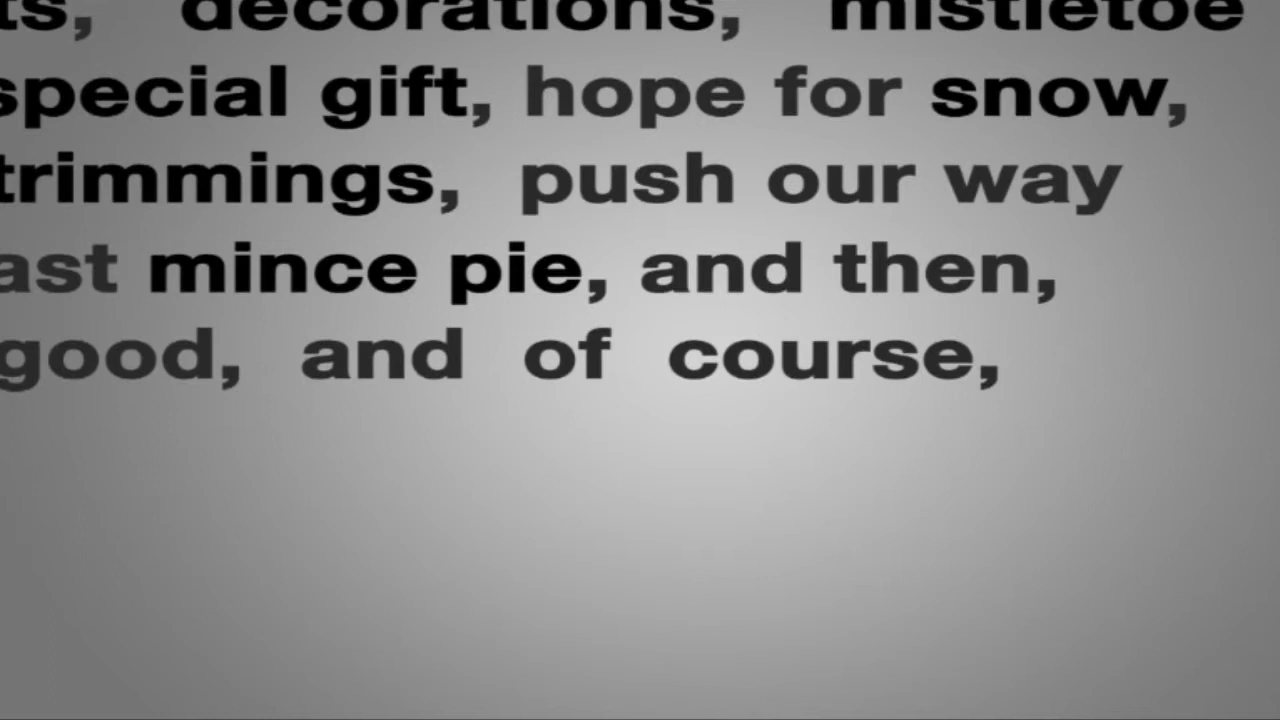 ts, decorations, mistletoe
special gift, hope for snow,
trimmings, push our way
ast mince pie, and then,
good, and of course,